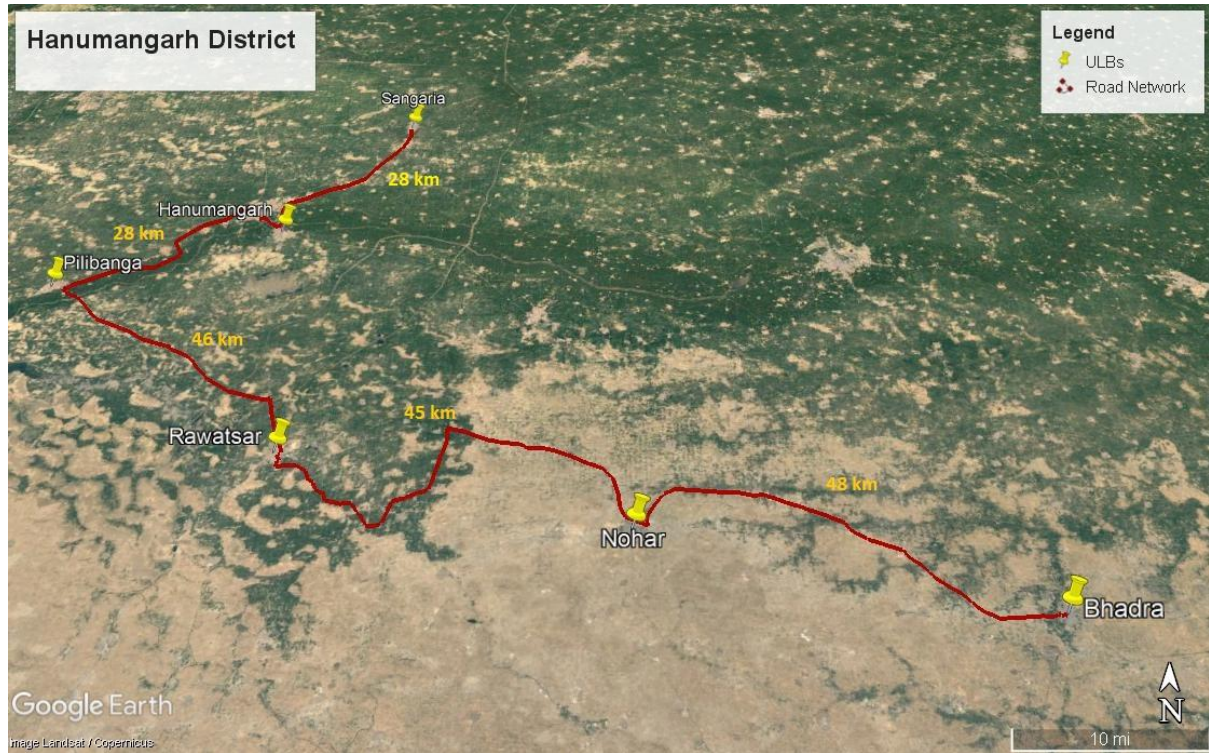 Hanumangarh District
Legend
ULBs
Road Network
Sangaria
28 km
Hanumangarh
28 km
Pilibanga
46 km
45 km
Rawatsar
48 km
Nohar
Bhadra
N
Google Earth
mage Landsat / Copernicus
10 mi